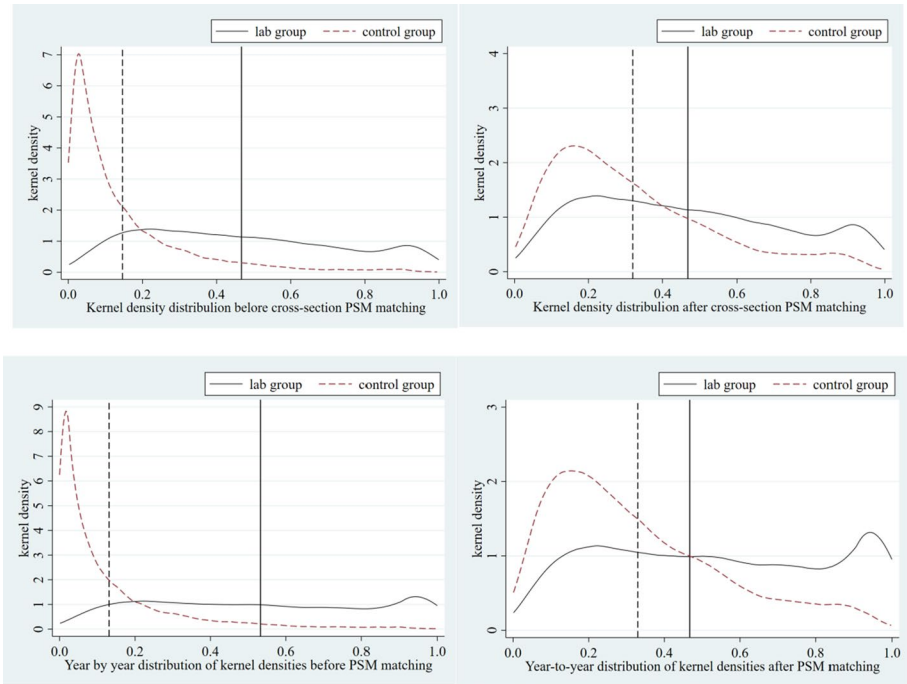 lab group control group
7
6
5
4
3
2
1
0
kernel density
0.0 0.2 0.4 0.6 0.8 1.0
Kernel density distribulion before cross-section PSM matching
lab group control group
4
3
2
1
0
kernel density
0.0 0.2 0.4 0.6 0.8 1.0
Kernel density distribulion after cross-section PSM matching
lab group control group
9
8
7
6
5
4
3
2
1
0
kernel density
0.0 0.2 0.4 0.6 0.8 1.0
Year by year distribution of kernel densities before PSM matching
lab group control group
3
2
1
0
kernel density
0.0 0.2 0.4 0.6 0.8 1.0
Year-to-year distribution of kernel densities after PSM matching